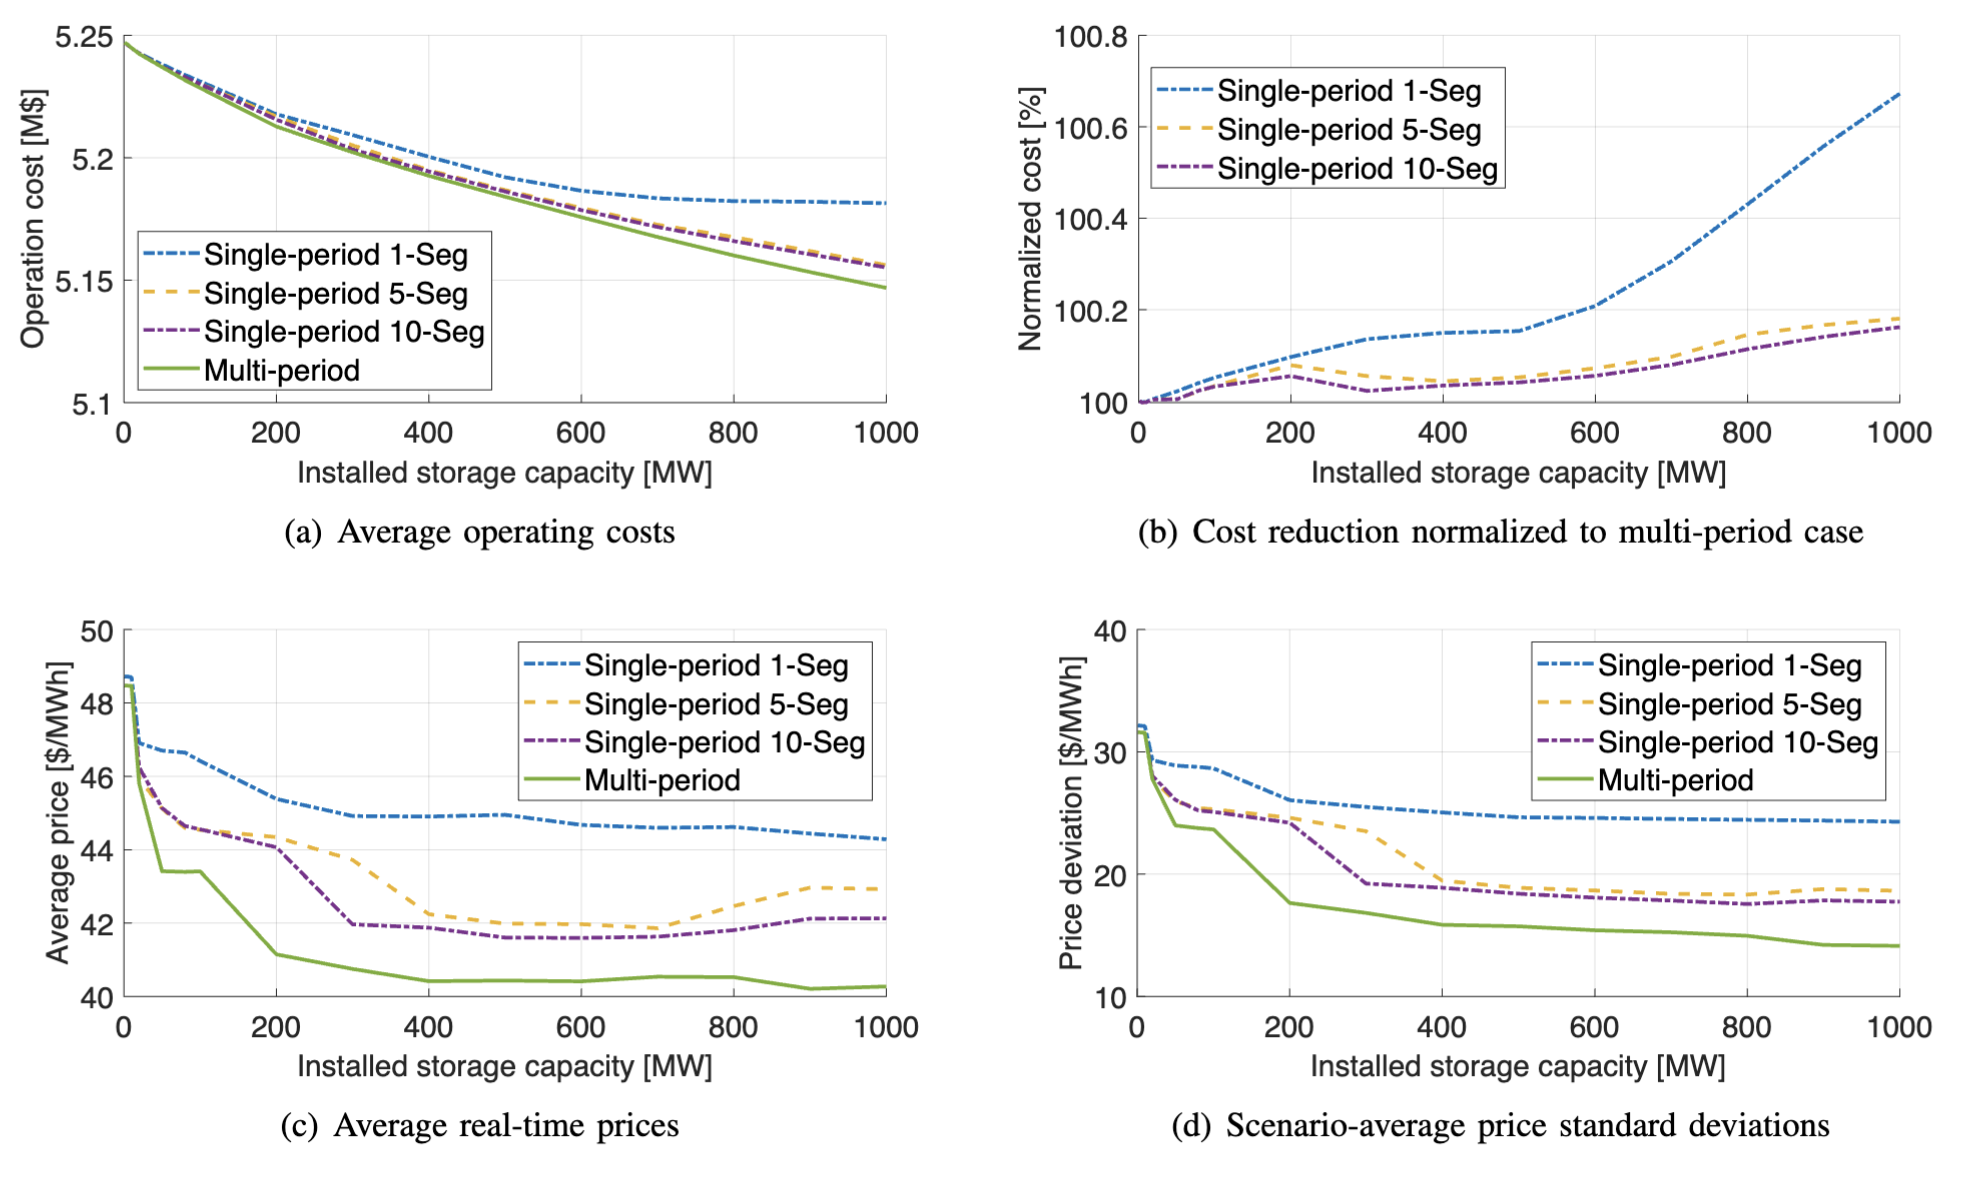 5.25
5.2
5.15
5.1
Operation cost [M$]
Single-period 1-Seg
Single-period 5-Seg
Single-period 10-Seg
Multi-period
0 200 400 600 800 1000
Installed storage capacity [MW]
(a) Average operating costs
100.8
100.6
100.4
100.2
100
Normalized cost [%]
Single-period 1-Seg
Single-period 5-Seg
Single-period 10-Seg
0 200 400 600 800 1000
Installed storage capacity [MW]
(b) Cost reduction normalized to multi-period case
50
48
46
44
42
40
Average price [$/MWh]
Single-period 1-Seg
Single-period 5-Seg
Single-period 10-Seg
Multi-period
0 200 400 600 800 1000
Installed storage capacity [MW]
(c) Average real-time prices
40
30
20
10
Price deviation [$/MWh]
Single-period 1-Seg
Single-period 5-Seg
Single-period 10-Seg
Multi-period
0 200 400 600 800 1000
Installed storage capacity [MW]
(d) Scenario-average price standard deviations